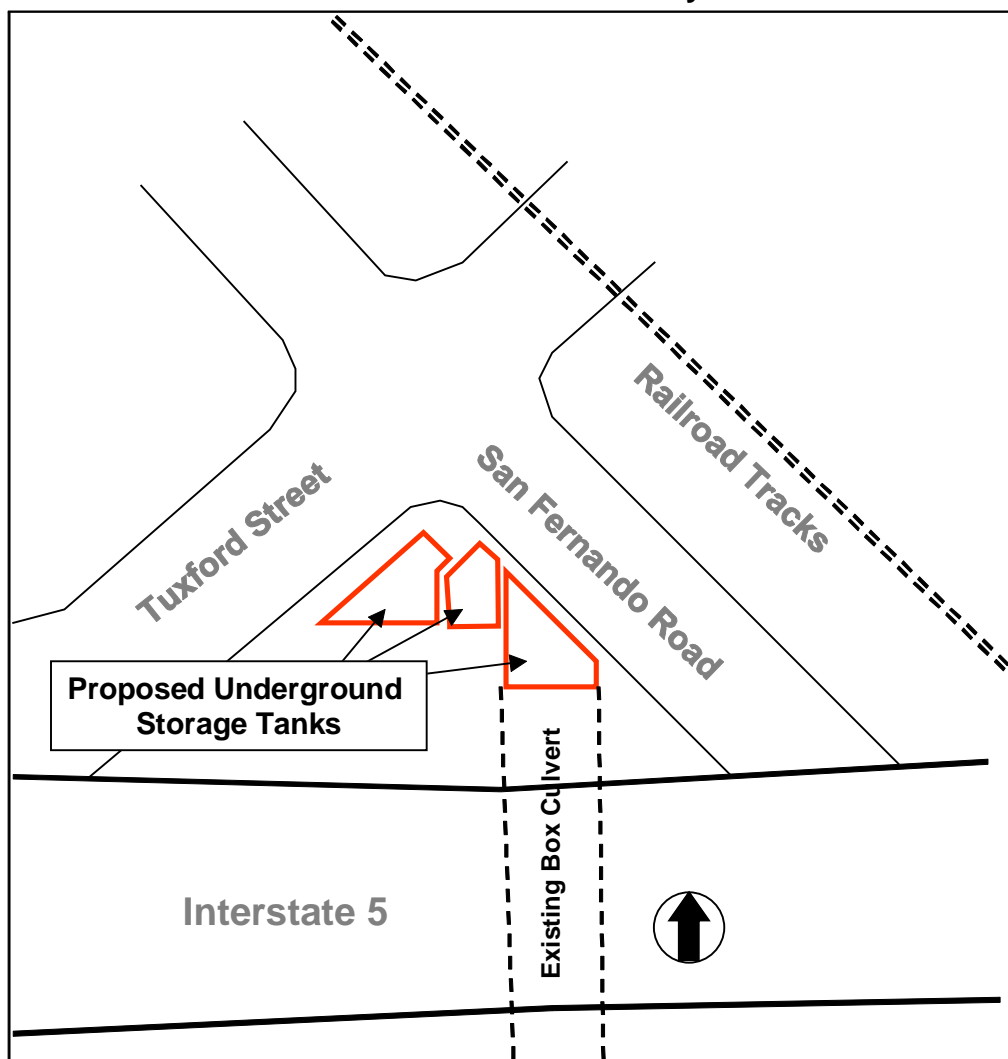 Railroad Tracks
San Fernando Road
Tuxford Street
Proposed Underground
Storage Tanks
Existing Box Culvert
Interstate 5